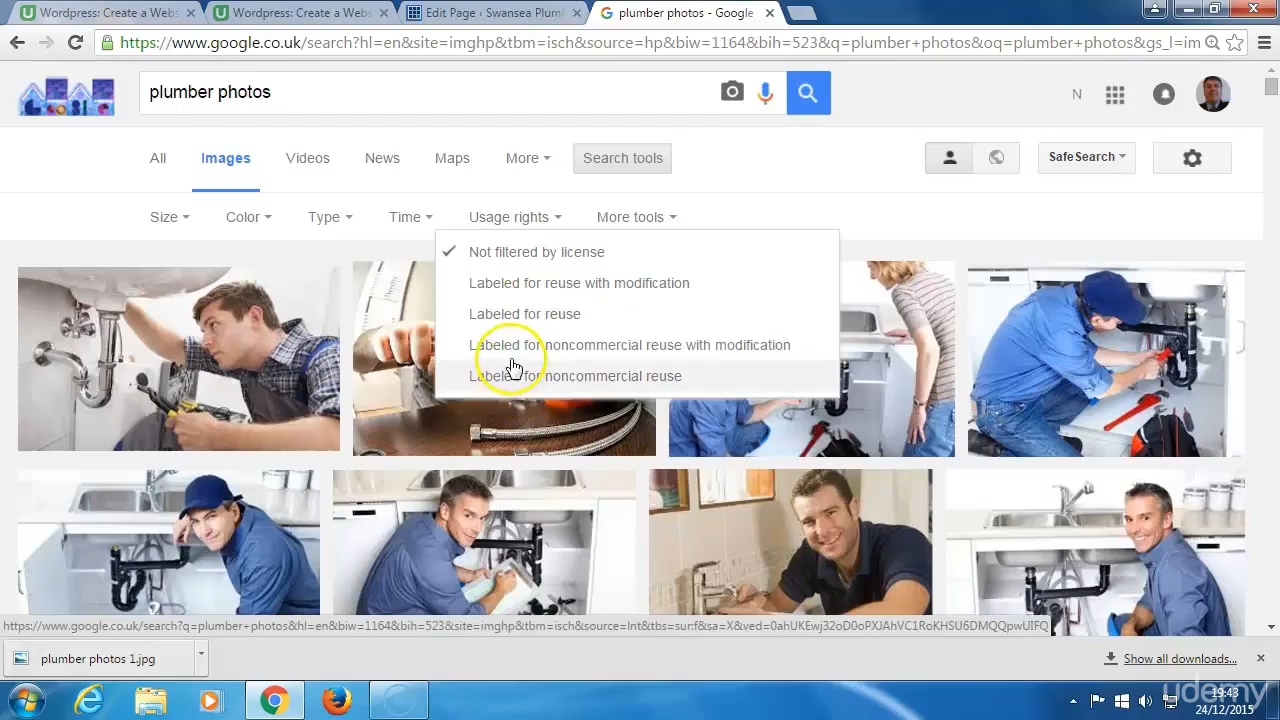 Wordpress: Create a Webs
Wordpress: Create a Webs
Edit Page ‹ Swansea Plumb
plumber photos - Google
https://www.google.co.uk/search?hl=en&site=imghp&tbm=isch&source=hp&biw=1164&bih=523&q=plumber+photos&oq=plumber+photos&gs_l=im
Google
plumber photos
N
All
Images
Videos
News
Maps
More
Search tools
SafeSearch
Size
Color
Type
Time
Usage rights
More tools
Not filtered by license
Labeled for reuse with modification
Labeled for reuse
Labeled for noncommercial reuse with modification
Labeled for noncommercial reuse
https://www.google.co.uk/search?q=plumber+photos&hl=en&biw=1164&bih=523&site=imghp&tbm=isch&source=lnt&tbs=sur:f&sa=X&ved=0ahUKEwj32oD0oPXJAhVC1RoKHSU6DMQQpwUIFQ
plumber photos 1.jpg
Show all downloads...
udemy
19:43
24/12/2015